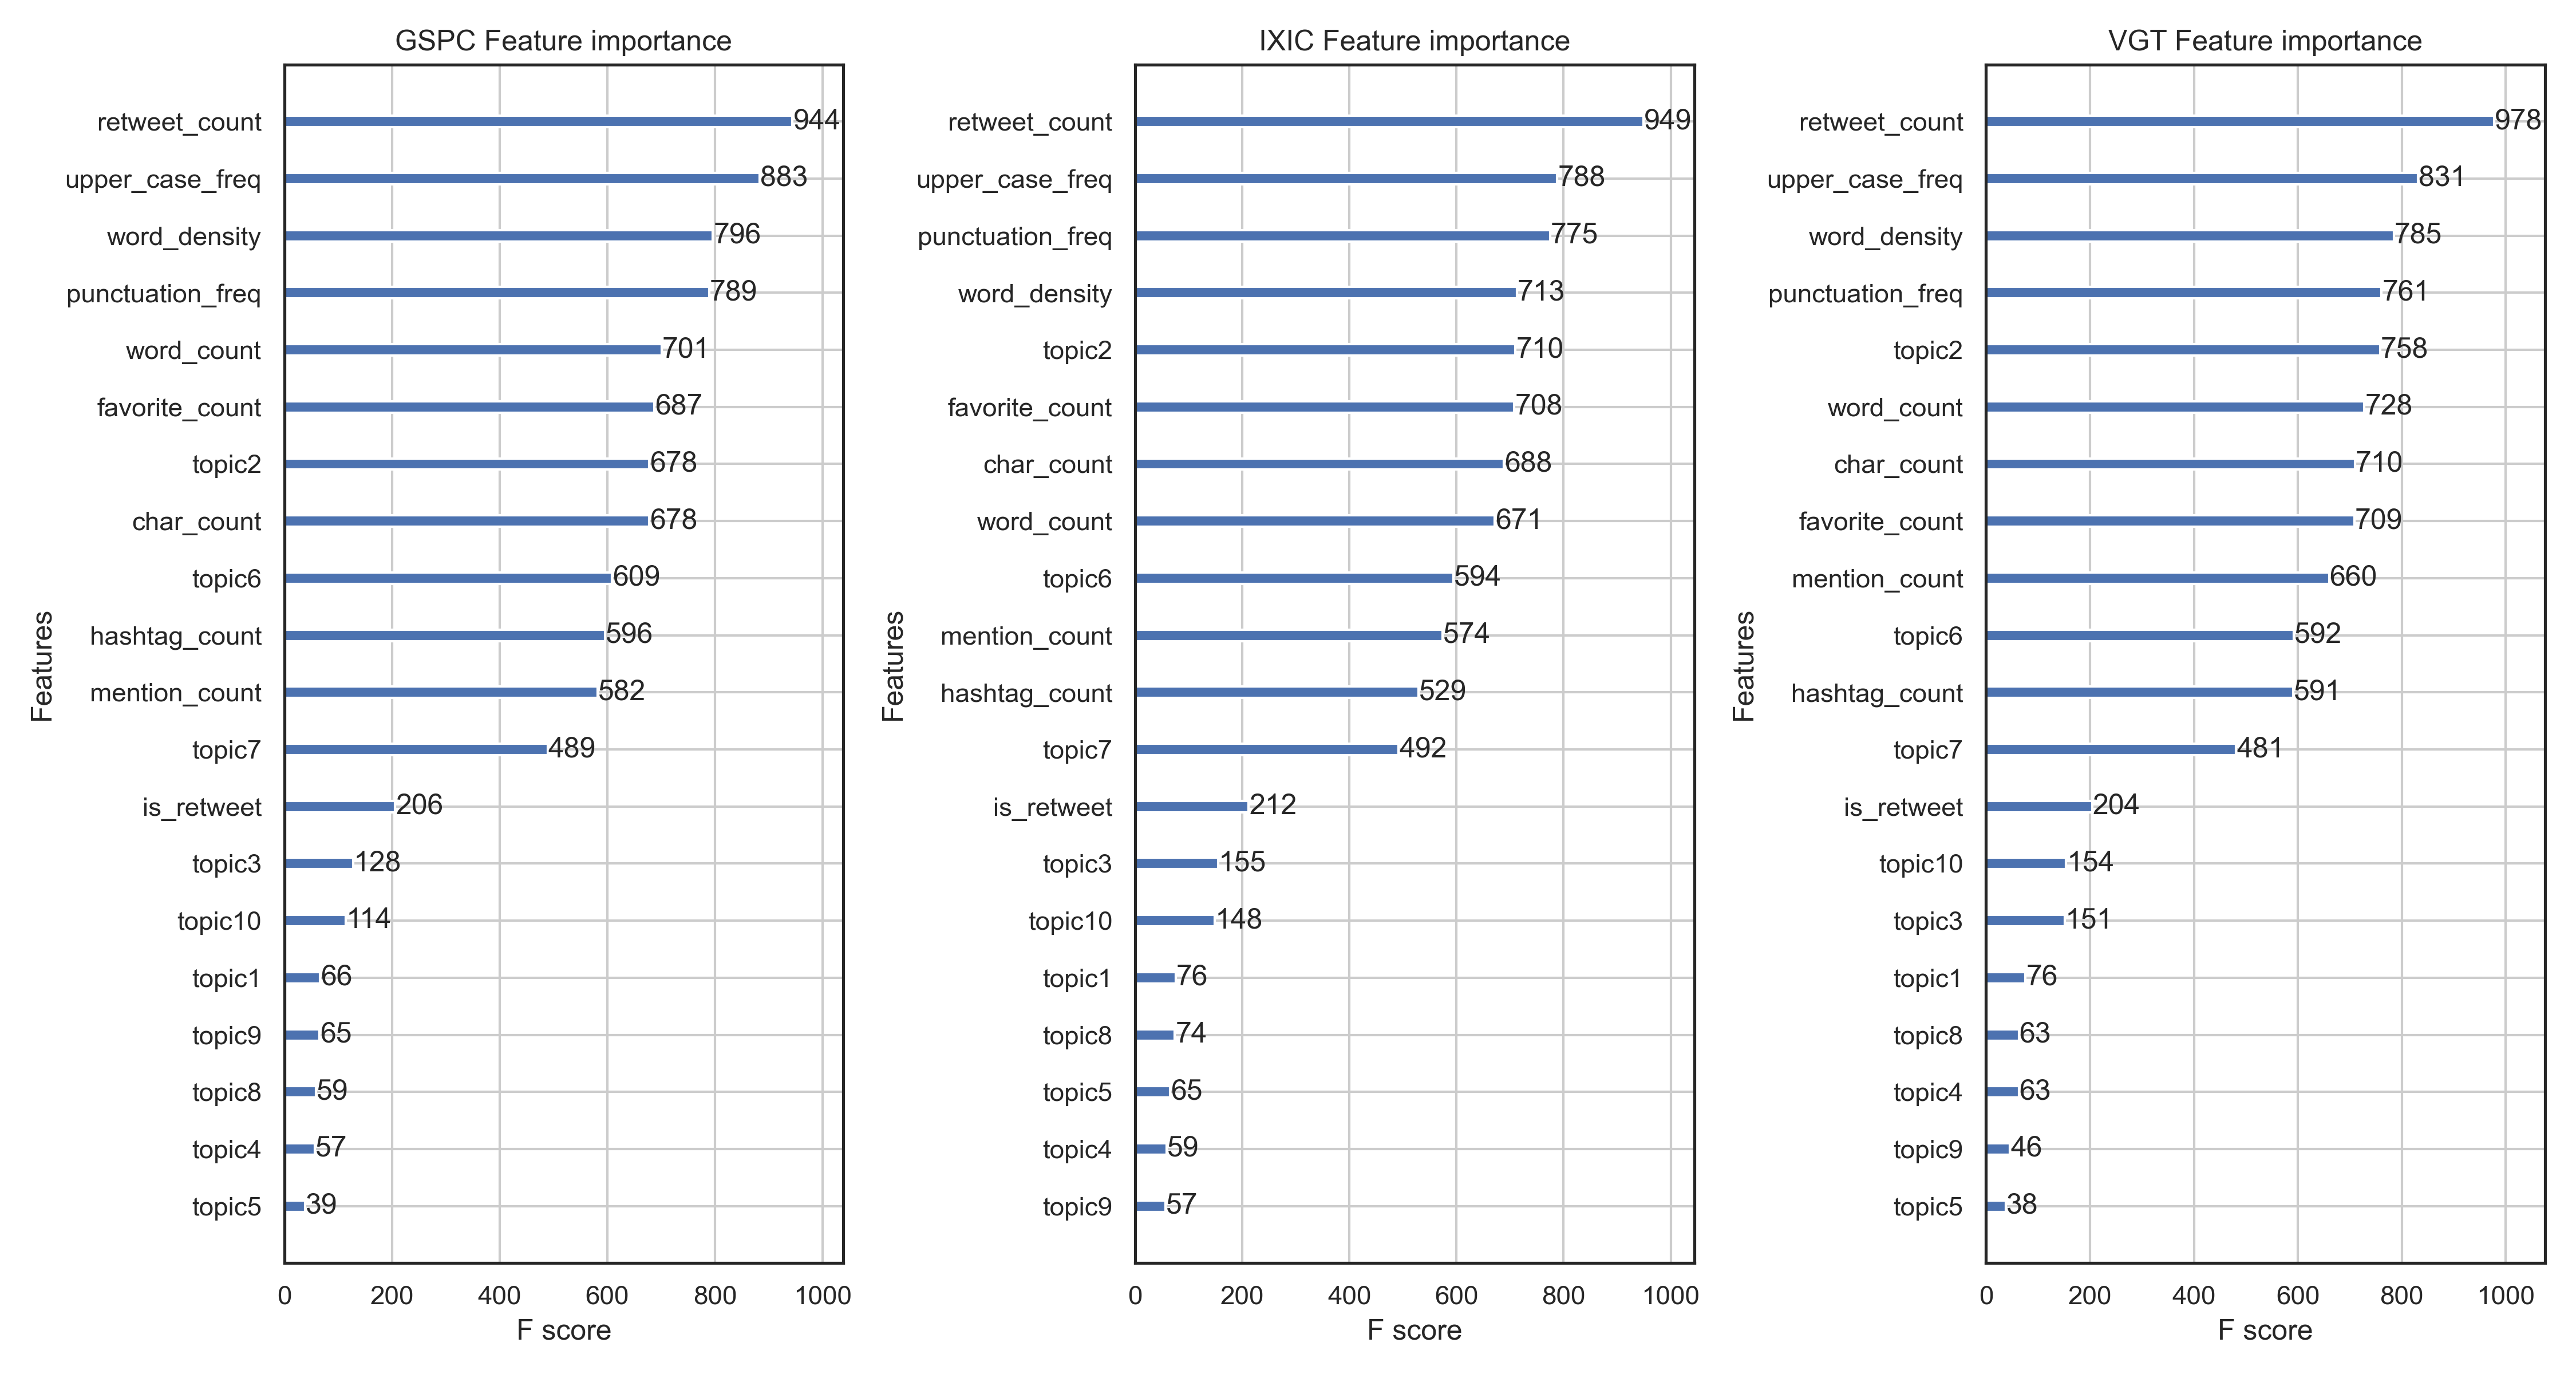 GSPC Feature importance
Features
retweet_count 944
upper_case_freq 883
word_density 796
punctuation_freq 789
word_count 701
favorite_count 687
topic2 678
char_count 678
topic6 609
hashtag_count 596
mention_count 582
topic7 489
is_retweet 206
topic3 128
topic10 114
topic1 66
topic9 65
topic8 59
topic4 57
topic5 39
0 200 400 600 800 1000
F score
IXIC Feature importance
Features
retweet_count 949
upper_case_freq 788
punctuation_freq 775
word_density 713
topic2 710
favorite_count 708
char_count 688
word_count 671
topic6 594
mention_count 574
hashtag_count 529
topic7 492
is_retweet 212
topic3 155
topic10 148
topic1 76
topic8 74
topic5 65
topic4 59
topic9 57
0 200 400 600 800 1000
F score
VGT Feature importance
Features
retweet_count 978
upper_case_freq 831
word_density 785
punctuation_freq 761
topic2 758
word_count 728
char_count 710
favorite_count 709
mention_count 660
topic6 592
hashtag_count 591
topic7 481
is_retweet 204
topic10 154
topic3 151
topic1 76
topic8 63
topic4 63
topic9 46
topic5 38
0 200 400 600 800 1000
F score